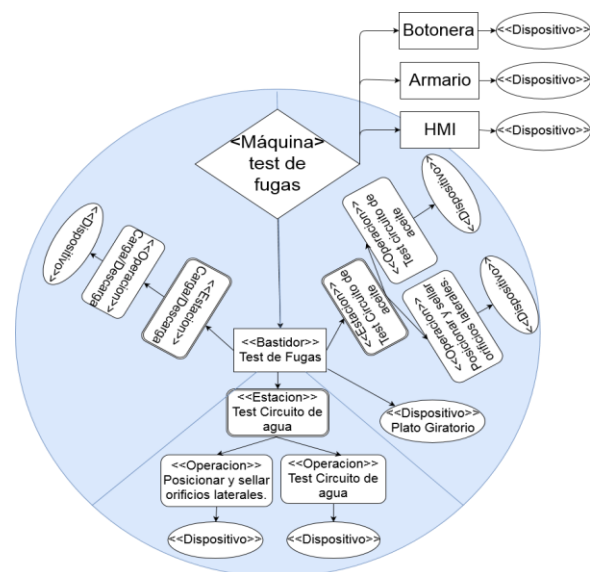 Botonera
<<Dispositivo>>
Armario
<<Dispositivo>>
HMI
<<Dispositivo>>
<Máquina>
test de
fugas
<<Dispositivo>>
<<Operacion>>
Carga/Descarga
<<Estacion>>
Carga/Descarga
<<Dispositivo>>
<<Operacion>>
Test circuito de
aceite
<<Dispositivo>>
<<Operacion>>
Posicionar y sellar
orificios laterales.
<<Estacion>>
Test Circuito de
aceite
<<Bastidor>>
Test de Fugas
<<Estacion>>
Test Circuito de
agua
<<Dispositivo>>
Plato Giratorio
<<Operacion>>
Posicionar y sellar
orificios laterales.
<<Operacion>>
Test Circuito de
agua
<<Dispositivo>>
<<Dispositivo>>